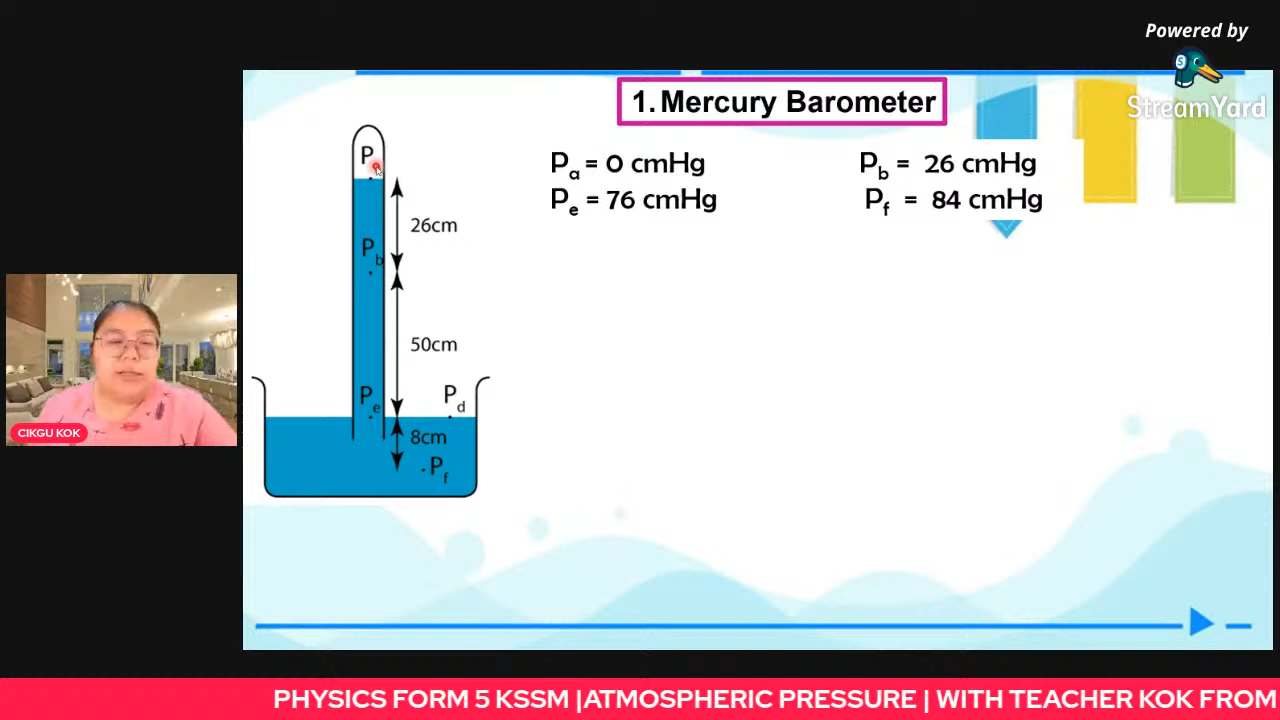 Powered by
StreamYard
1. Mercury Barometer
Pa = 0 cmHg
Pb = 26 cmHg
Pe = 76 cmHg
Pf = 84 cmHg
P
26cm
Pb
50cm
Pe
Pd
8cm
Pf
CIKGU KOK
PHYSICS FORM 5 KSSM |ATMOSPHERIC PRESSURE | WITH TEACHER KOK FROM